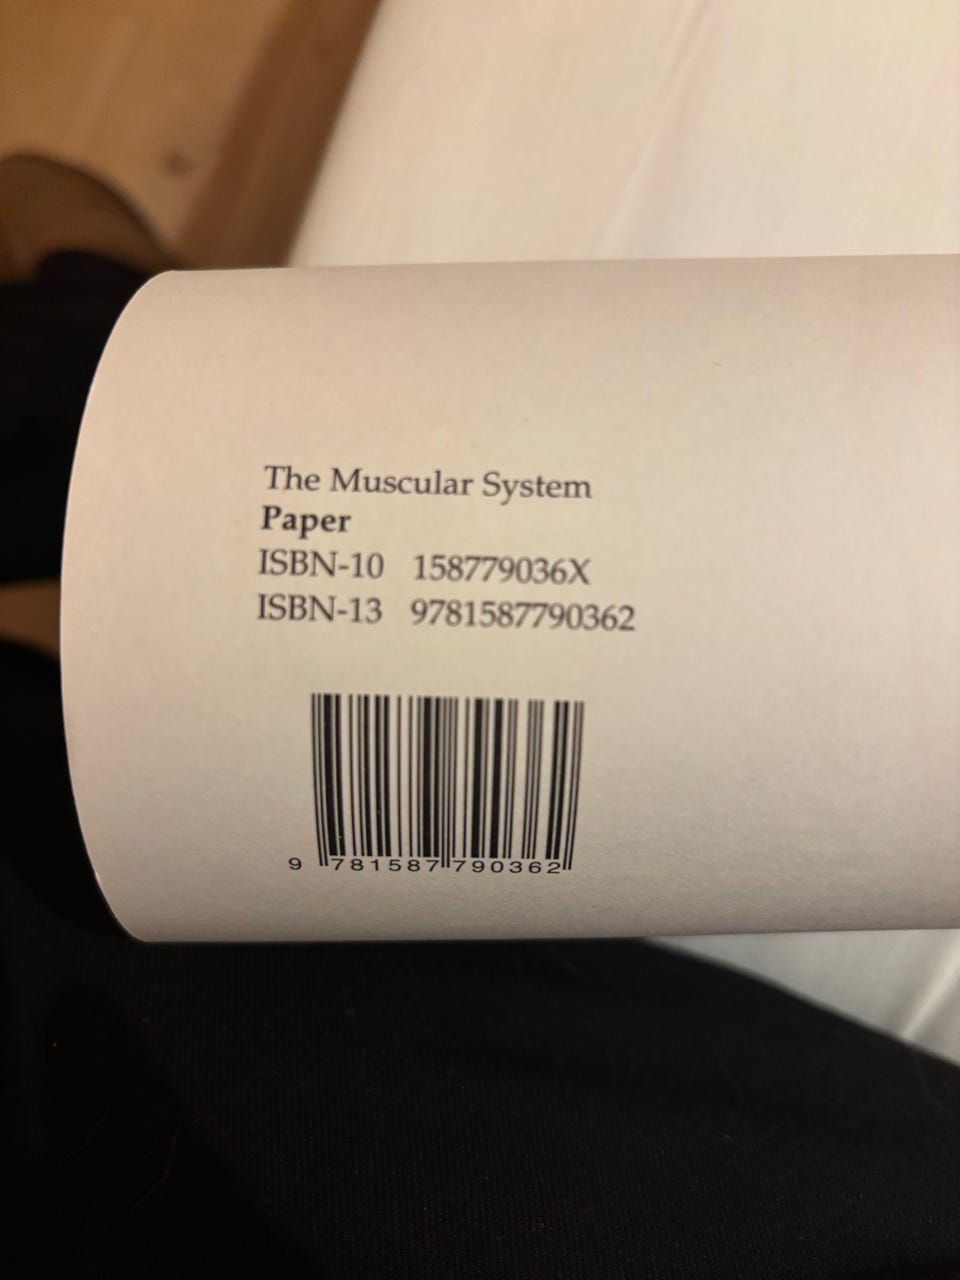 The Muscular System
Paper
ISBN-10 158779036X
ISBN-13 9781587790362
9 781587 790362